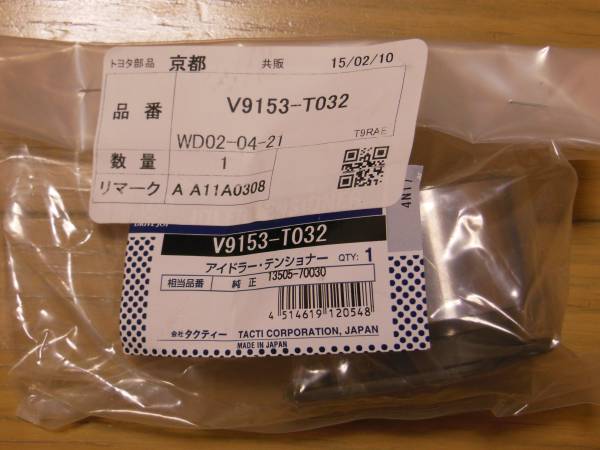 トヨタ部品 京都 共販 15/02/10
品番 V9153-T032
WD02-04-21 T9RAE
数量 1
リマーク A A11A0308
DRIVE JOY
V9153-T032
アイドラー・テンショナー QTY: 1
相当品番 純正 13505-70030
4 514619 120548
会社 タクティー TACTI CORPORATION, JAPAN
MADE IN JAPAN